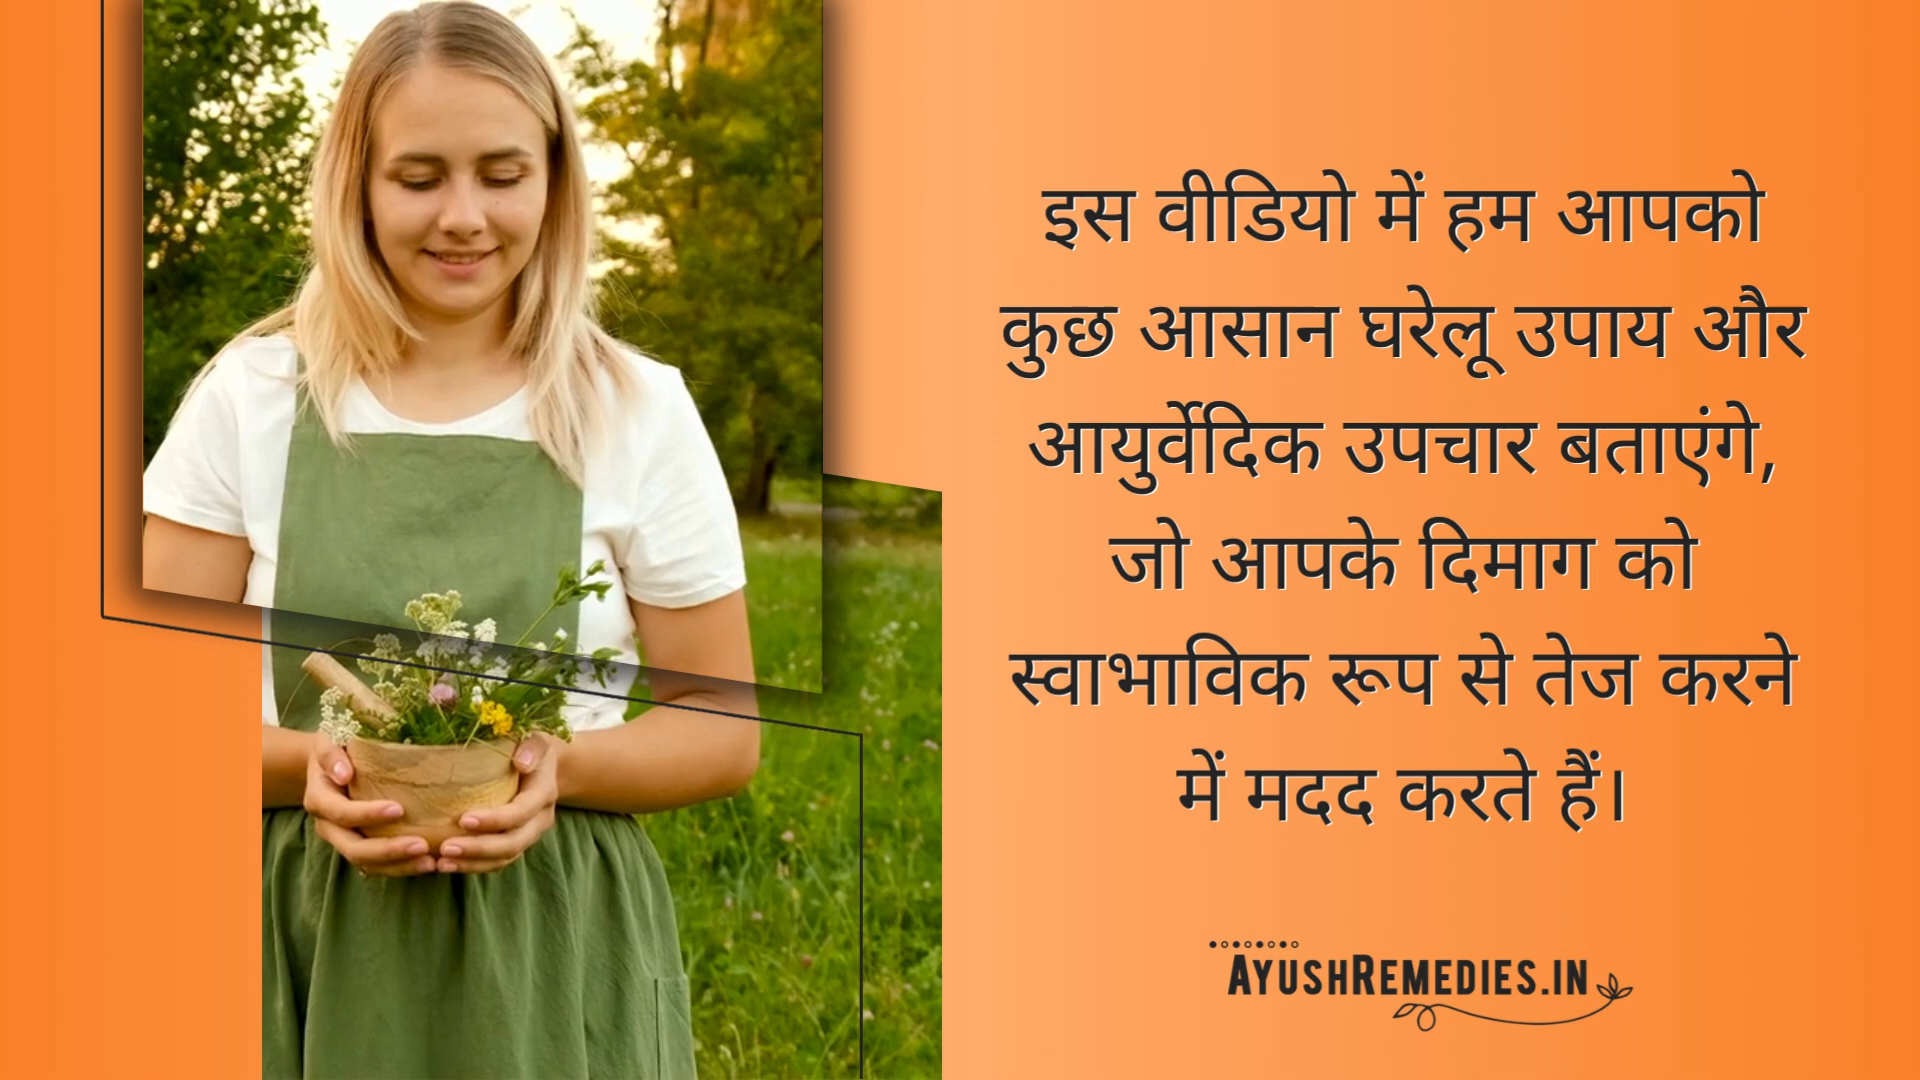 इस वीडियो में हम आपको
कुछ आसान घरेलू उपाय और
आयुर्वेदिक उपचार बताएंगे,
जो आपके दिमाग को
स्वाभाविक रूप से तेज करने
में मदद करते हैं।
AyushRemedies.in